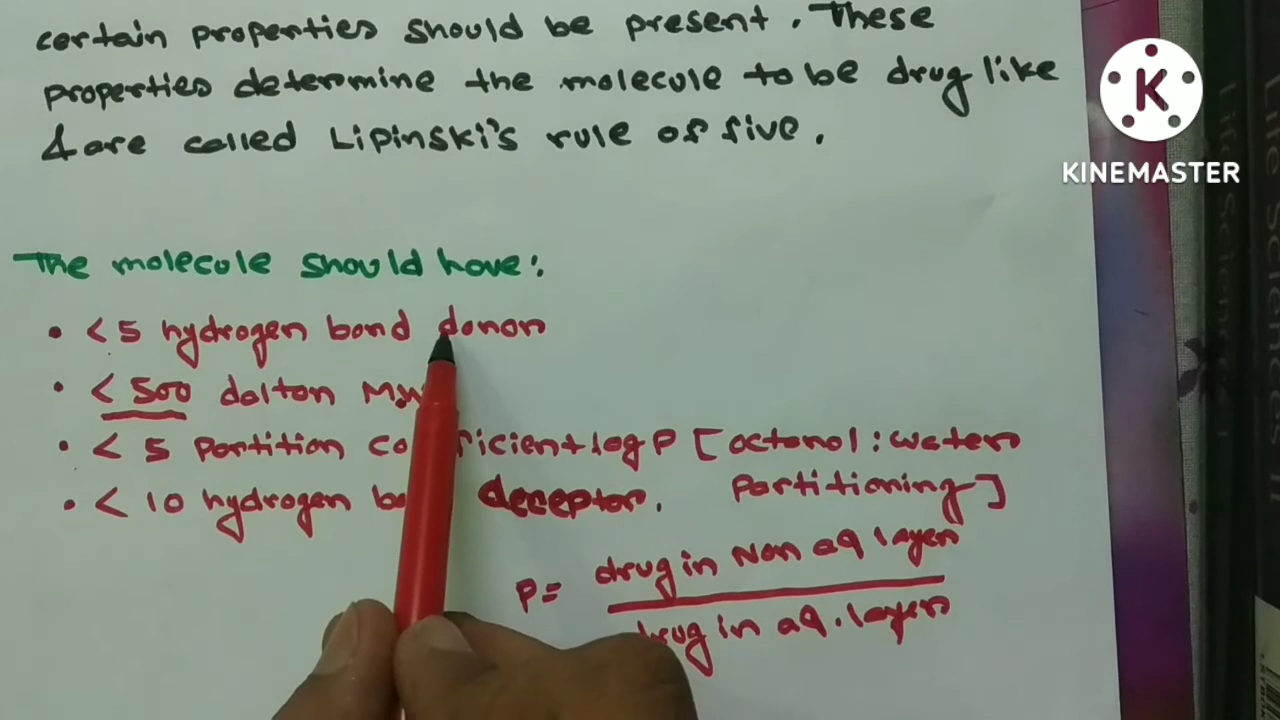 certain properties should be present. These
properties determine the molecule to be drug like
& are called Lipinski's rule of five.
K
KINEMASTER
The molecule should have:
• < 5 hydrogen bond donor
• < 500 dalton
• < 5 Partition log P [octanol : water
Partitioning]
• < 10 hydrogen
P = drug in Non aq layer
drug in aq. layer